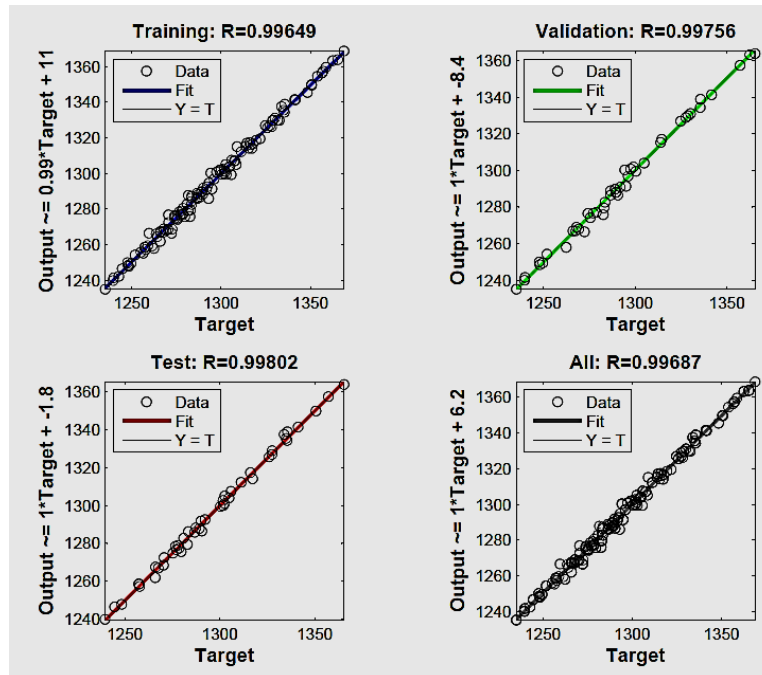 Training: R=0.99649
Output ~= 0.99*Target + 11
1360
1340
1320
1300
1280
1260
1240
Data
Fit
Y = T
1250
1300
1350
Target
Validation: R=0.99756
Output ~= 1*Target + -8.4
1360
1340
1320
1300
1280
1260
1240
Data
Fit
Y = T
1250
1300
1350
Target
Test: R=0.99802
Output ~= 1*Target + -1.8
1360
1340
1320
1300
1280
1260
1240
Data
Fit
Y = T
1250
1300
1350
Target
All: R=0.99687
Output ~= 1*Target + 6.2
1360
1340
1320
1300
1280
1260
1240
Data
Fit
Y = T
1250
1300
1350
Target